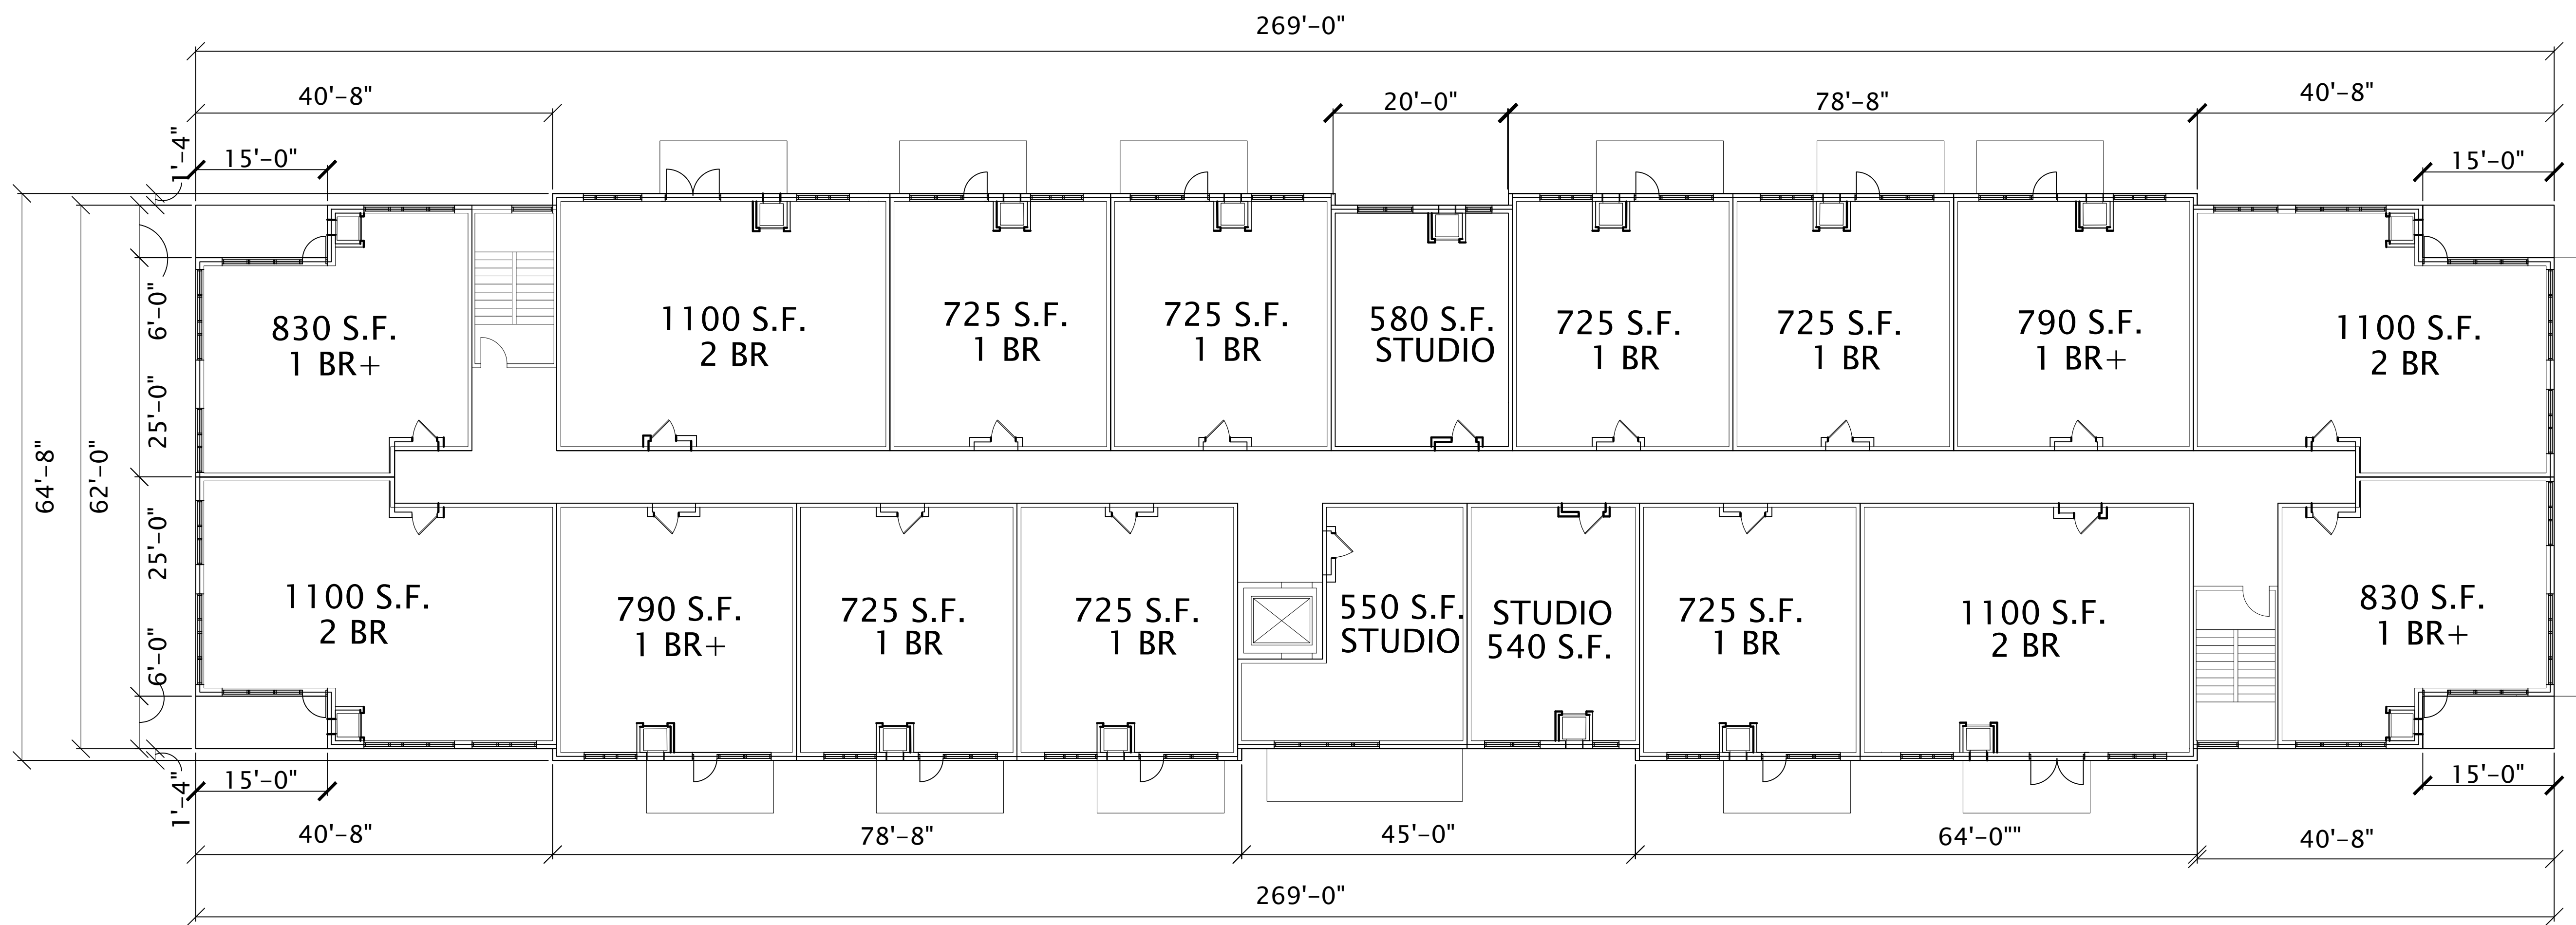 269'-0"
40'-8"
20'-0"
78'-8"
40'-8"
1'-4"
15'-0"
15'-0"
64'-8"
62'-0"
6'-0"
25'-0"
25'-0"
6'-0"
1'-4"
830 S.F.
1 BR+
1100 S.F.
2 BR
725 S.F.
1 BR
725 S.F.
1 BR
580 S.F.
STUDIO
725 S.F.
1 BR
725 S.F.
1 BR
790 S.F.
1 BR+
1100 S.F.
2 BR
1100 S.F.
2 BR
790 S.F.
1 BR+
725 S.F.
1 BR
725 S.F.
1 BR
550 S.F.
STUDIO
STUDIO
540 S.F.
725 S.F.
1 BR
1100 S.F.
2 BR
830 S.F.
1 BR+
15'-0"
15'-0"
40'-8"
78'-8"
45'-0"
64'-0""
40'-8"
269'-0"